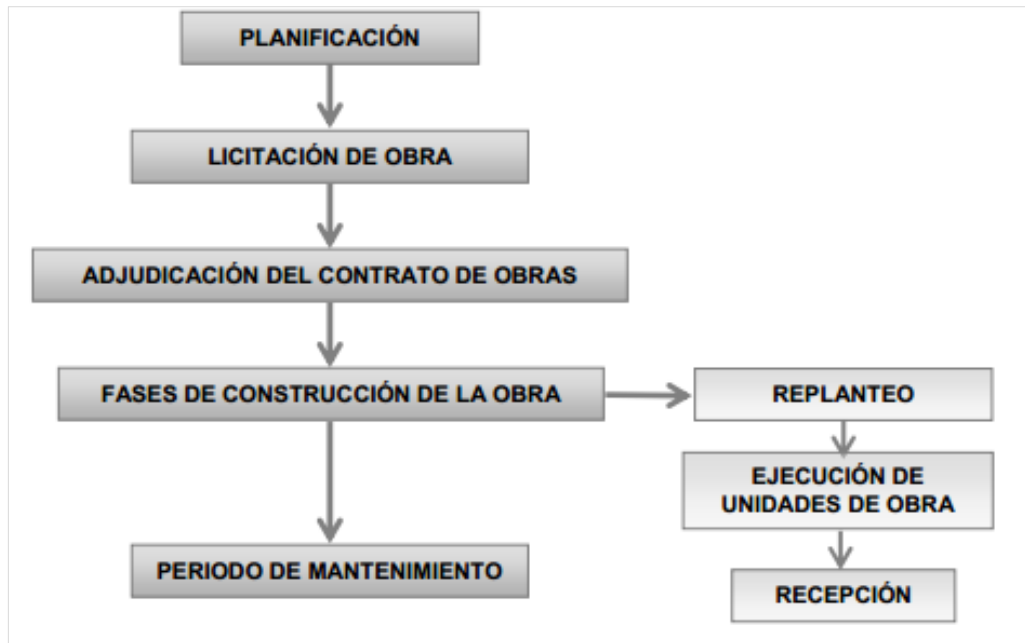 PLANIFICACIÓN
LICITACIÓN DE OBRA
ADJUDICACIÓN DEL CONTRATO DE OBRAS
FASES DE CONSTRUCCIÓN DE LA OBRA
REPLANTEO
EJECUCIÓN DE
UNIDADES DE OBRA
PERIODO DE MANTENIMIENTO
RECEPCIÓN